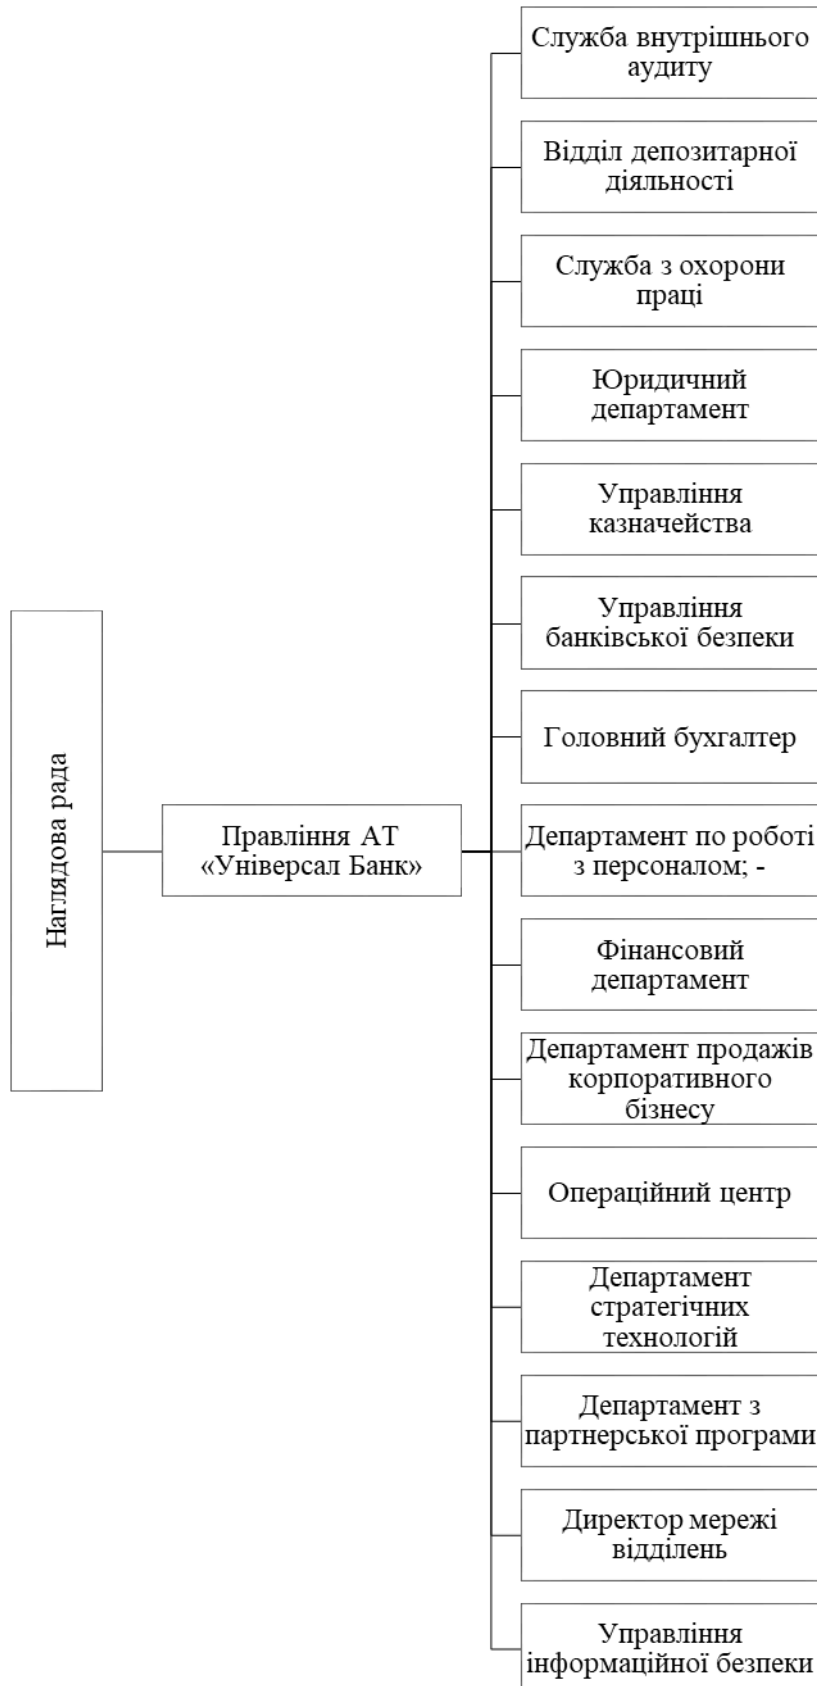 Наглядова рада
Правління АТ
«Універсал Банк»
Служба внутрішнього
аудиту
Відділ депозитарної
діяльності
Служба з охорони
праці
Юридичний
департамент
Управління
казначейства
Управління
банківської безпеки
Головний бухгалтер
Департамент по роботі
з персоналом; -
Фінансовий
департамент
Департамент продажів
корпоративного
бізнесу
Операційний центр
Департамент
стратегічних
технологій
Департамент з
партнерської програми
Директор мережі
відділень
Управління
інформаційної безпеки